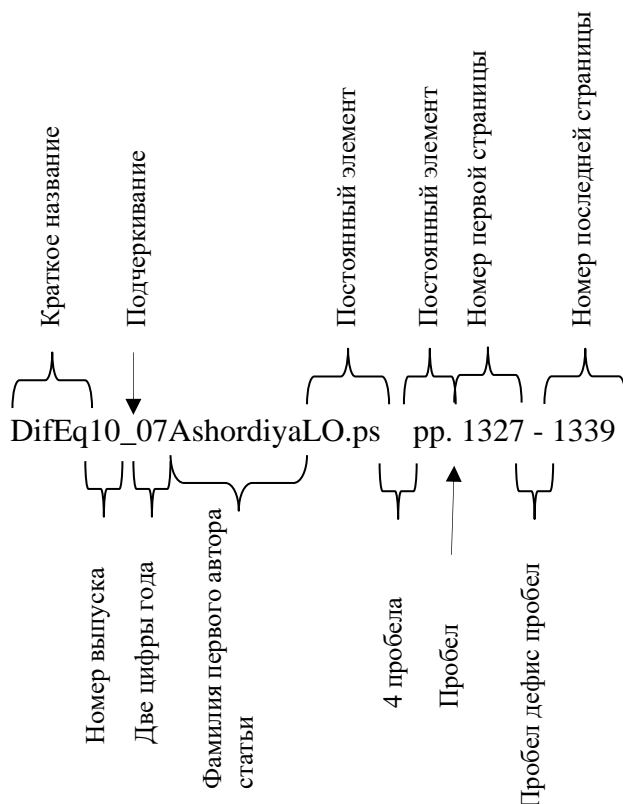 Краткое название
Подчеркивание
Постоянный элемент
Постоянный элемент
Номер первой страницы
Номер последней страницы
DifEq10_07AshordiyaLO.ps    pp. 1327 - 1339
Номер выпуска
Две цифры года
Фамилия первого автора
статьи
4 пробела
Пробел
Пробел дефис пробел